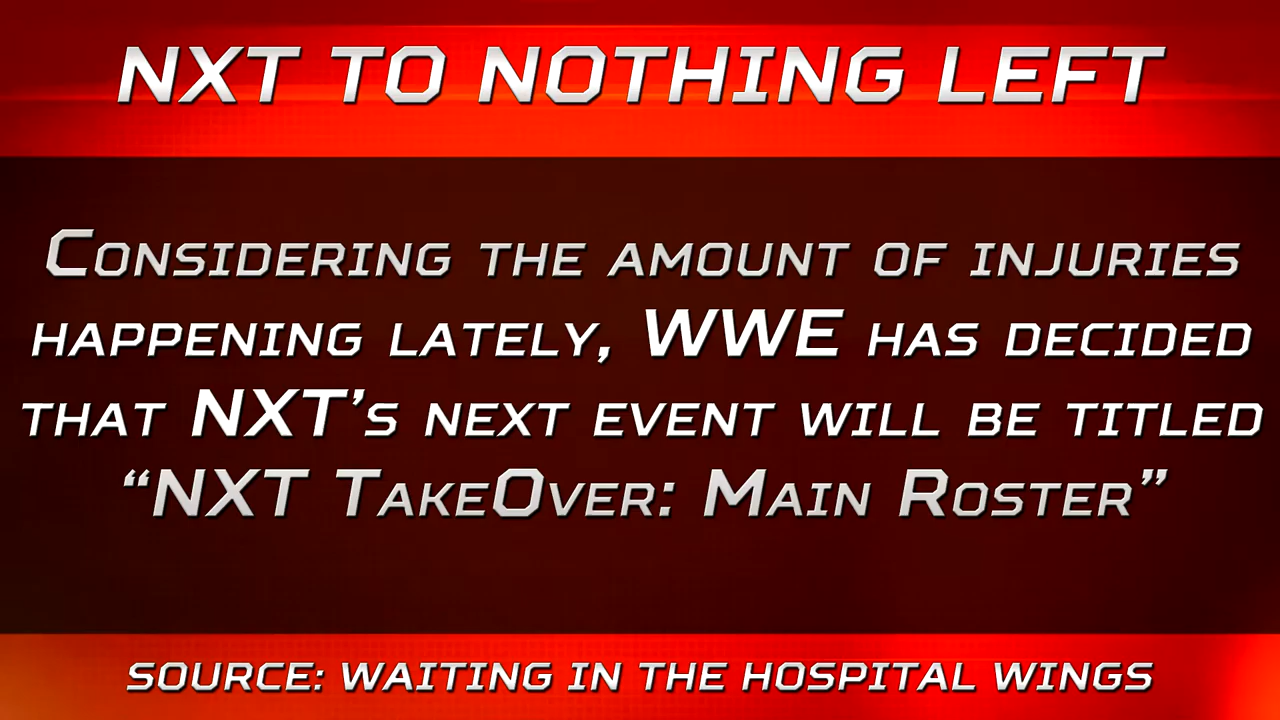 NXT TO NOTHING LEFT
CONSIDERING THE AMOUNT OF INJURIES
HAPPENING LATELY, WWE HAS DECIDED
THAT NXT’S NEXT EVENT WILL BE TITLED
“NXT TAKEOVER: MAIN ROSTER”
SOURCE: WAITING IN THE HOSPITAL WINGS